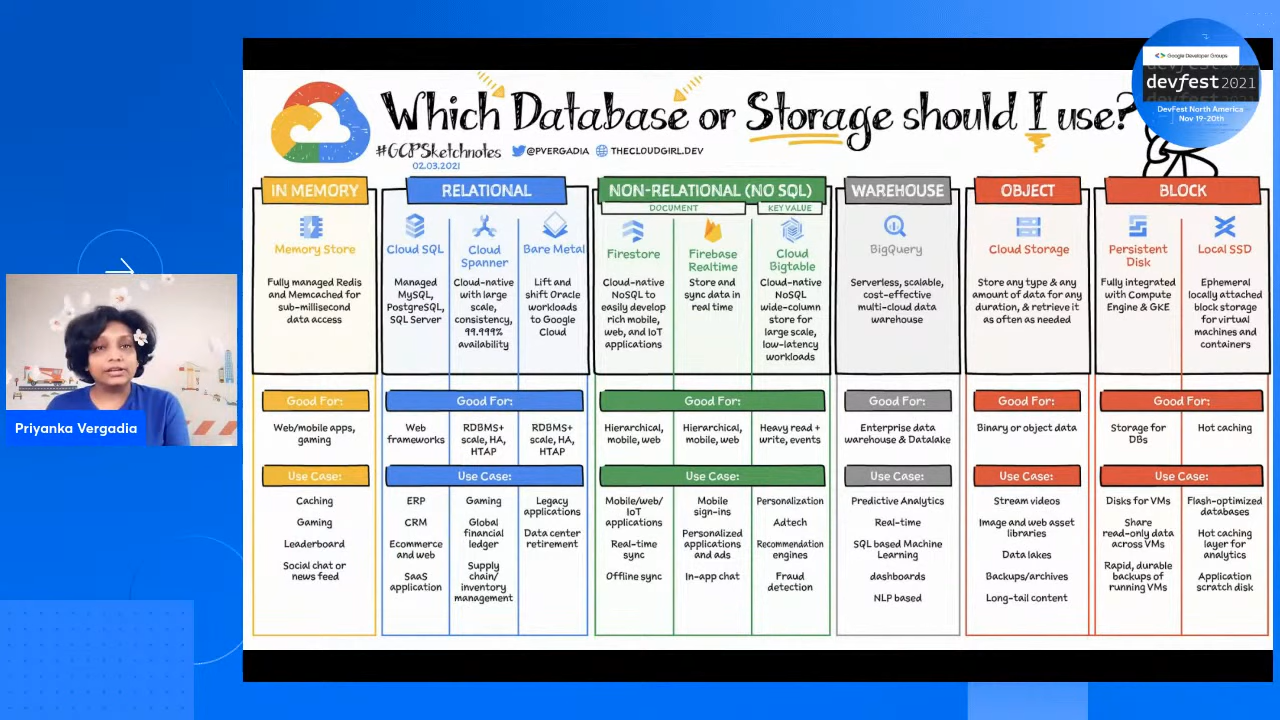 Google Developer Groups
devfest 2021
DevFest North America
Nov 19-20th
Which Database or Storage should I use?
#GCPSketchnotes @PVERGADIA THECLOUDGIRL.DEV
02.03.2021
IN MEMORY
Memory Store
Fully managed Redis
and Memcached for
sub-millisecond
data access
Good For:
Web/mobile apps,
gaming
Use Case:
Caching
Gaming
Leaderboard
Social chat or
news feed
RELATIONAL
Cloud SQL
Managed
MySQL,
PostgreSQL,
SQL Server
Cloud
Spanner
Cloud-native
with large
scale,
consistency,
99.999%
availability
Bare Metal
Lift and
shift Oracle
workloads
to Google
Cloud
Good For:
Web
frameworks
RDBMS+
scale, HA,
HTAP
RDBMS+
scale, HA,
HTAP
Use Case:
ERP
CRM
Ecommerce
and web
SaaS
application
Gaming
Global
financial
ledger
Supply
chain/
inventory
management
Legacy
applications
Data center
retirement
NON-RELATIONAL (NO SQL)
DOCUMENT
KEY VALUE
Firestore
Cloud-native
NoSQL to
easily develop
rich mobile,
web, and IoT
applications
Firebase
Realtime
Store and
sync data in
real time
Cloud
Bigtable
Cloud-native
NoSQL
wide-column
store for
large scale,
low-latency
workloads
Good For:
Hierarchical,
mobile, web
Hierarchical,
mobile, web
Heavy read +
write, events
Use Case:
Mobile/web/
IoT
applications
Real-time
sync
Offline sync
Mobile
sign-ins
Personalized
applications
and ads
In-app chat
Personalization
Adtech
Recommendation
engines
Fraud
detection
WAREHOUSE
BigQuery
Serverless, scalable,
cost-effective
multi-cloud data
warehouse
Good For:
Enterprise data
warehouse & Datalake
Use Case:
Predictive Analytics
Real-time
SQL based Machine
Learning
dashboards
NLP based
OBJECT
Cloud Storage
Store any type & any
amount of data for any
duration, & retrieve it
as often as needed
Good For:
Binary or object data
Use Case:
Stream videos
Image and web asset
libraries
Data lakes
Backups/archives
Long-tail content
BLOCK
Persistent
Disk
Fully integrated
with Compute
Engine & GKE
Local SSD
Ephemeral
locally attached
block storage
for virtual
machines and
containers
Good For:
Storage for
DBs
Hot caching
Use Case:
Disks for VMs
Share
read-only data
across VMs
Rapid, durable
backups of
running VMs
Flash-optimized
databases
Hot caching
layer for
analytics
Application
scratch disk
Priyanka Vergadia